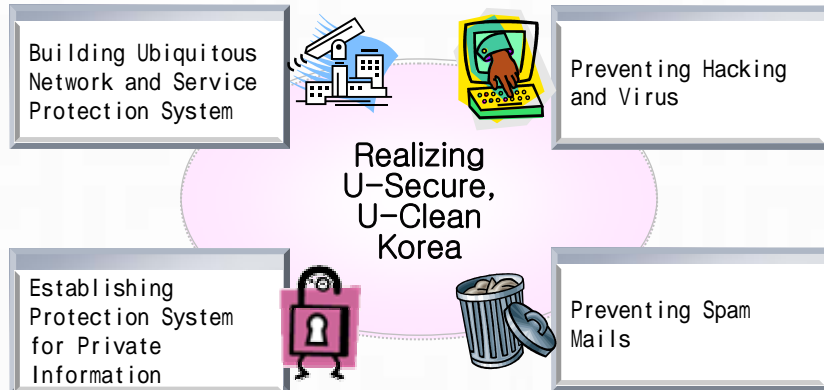 Building Ubiquitous
Network and Service
Protection System
Preventing Hacking
and Virus
Realizing
U-Secure,
U-Clean
Korea
Establishing
Protection System
for Private
Information
Preventing Spam
Mails